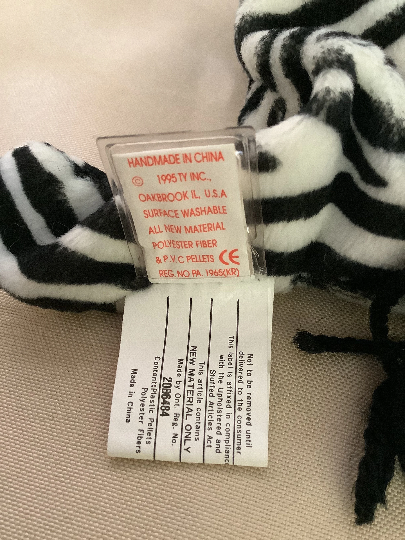 HANDMADE IN CHINA
© 1995 TY INC.,
OAKBROOK IL, U.S.A
SURFACE WASHABLE
ALL NEW MATERIAL
POLYESTER FIBER
& P.V.C PELLETS CE
REG. NO PA. 1965(KR)
Not to be removed until
delivered to the consumer
This label is affixed in compliance
with the Upholstered and
Stuffed Articles Act
This article contains
NEW MATERIAL ONLY
Made by Ont. Reg. No.
20B6484
Content:Plastic Pellets
Polyester Fibers
Made in China